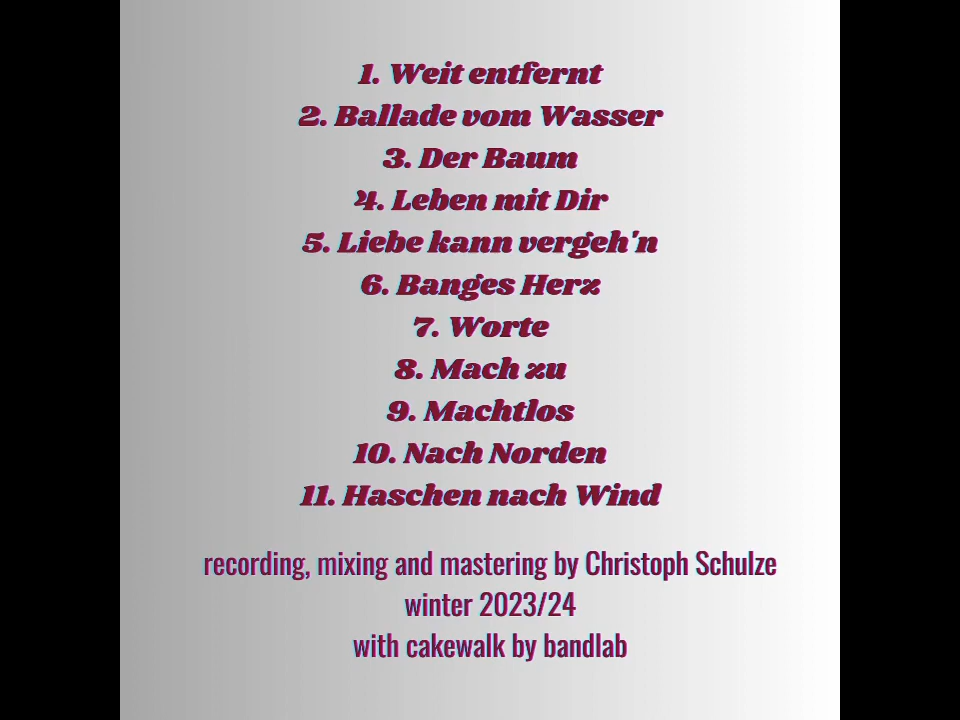 1. Weit entfernt
2. Ballade vom Wasser
3. Der Baum
4. Leben mit Dir
5. Liebe kann vergeh'n
6. Banges Herz
7. Worte
8. Mach zu
9. Machtlos
10. Nach Norden
11. Haschen nach Wind
recording, mixing and mastering by Christoph Schulze
winter 2023/24
with cakewalk by bandlab